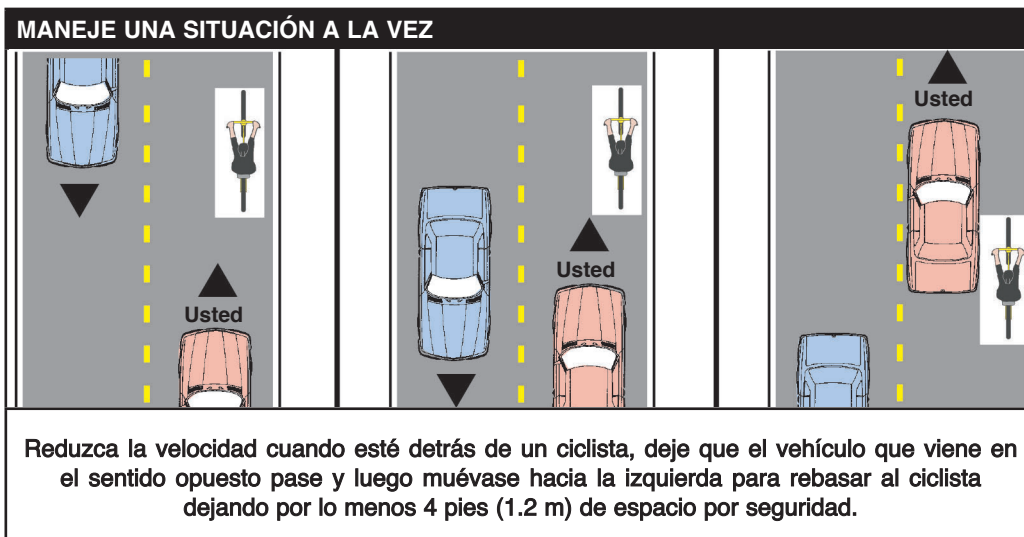 MANEJE UNA SITUACIÓN A LA VEZ
Usted
Usted
Usted
Reduzca la velocidad cuando esté detrás de un ciclista, deje que el vehículo que viene en
el sentido opuesto pase y luego muévase hacia la izquierda para rebasar al ciclista
dejando por lo menos 4 pies (1.2 m) de espacio por seguridad.